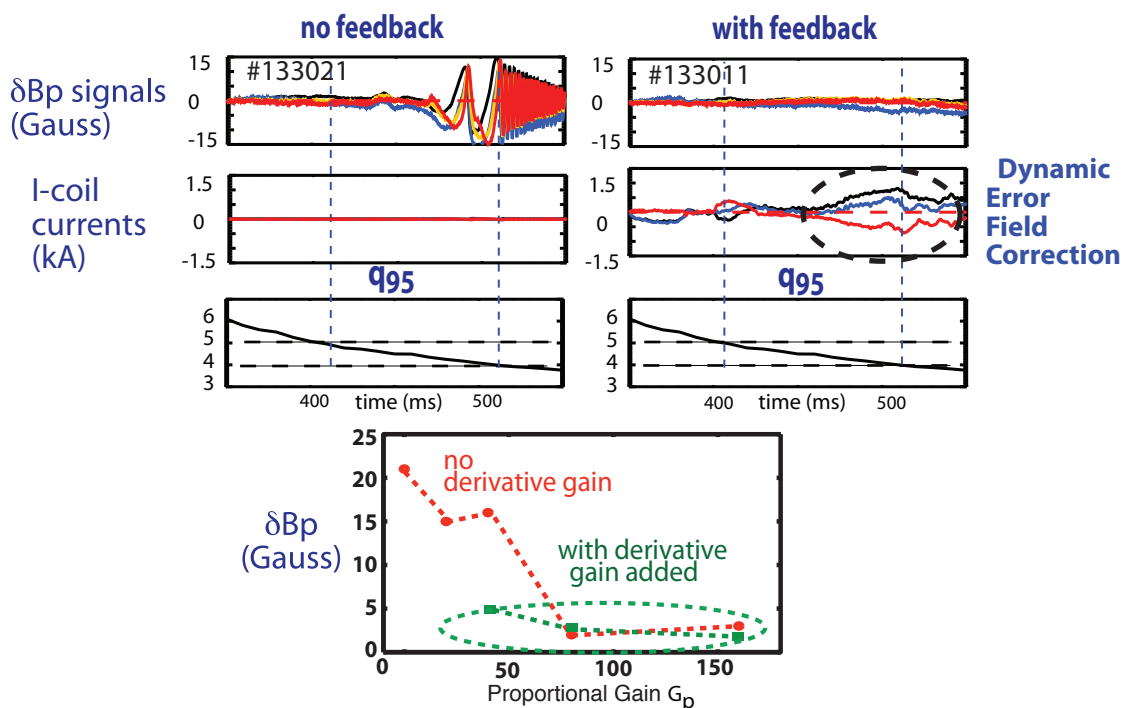 no feedback
with feedback
δBp signals
(Gauss)
15
0
-15
#133021
15
0
-15
#133011
I-coil
currents
(kA)
1.5
0
-1.5
1.5
0
-1.5
Dynamic
Error
Field
Correction
q95
q95
6
5
4
3
400
time (ms)
500
6
5
4
3
400
time (ms)
500
δBp
(Gauss)
25
20
15
10
5
0
no
derivative gain
with derivative
gain added
0
50
100
150
Proportional Gain Gp